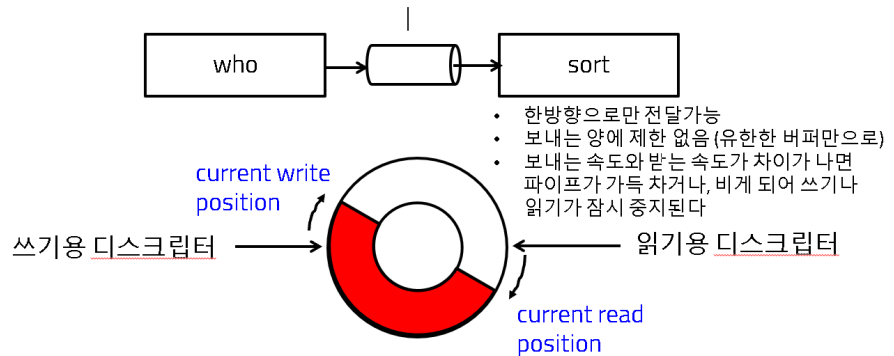 |
who
sort
• 한방향으로만 전달가능
• 보내는 양에 제한 없음 (유한한 버퍼만으로)
• 보내는 속도와 받는 속도가 차이가 나면
파이프가 가득 차거나, 비게 되어 쓰기나
읽기가 잠시 중지된다
current write
position
쓰기용 디스크립터
읽기용 디스크립터
current read
position